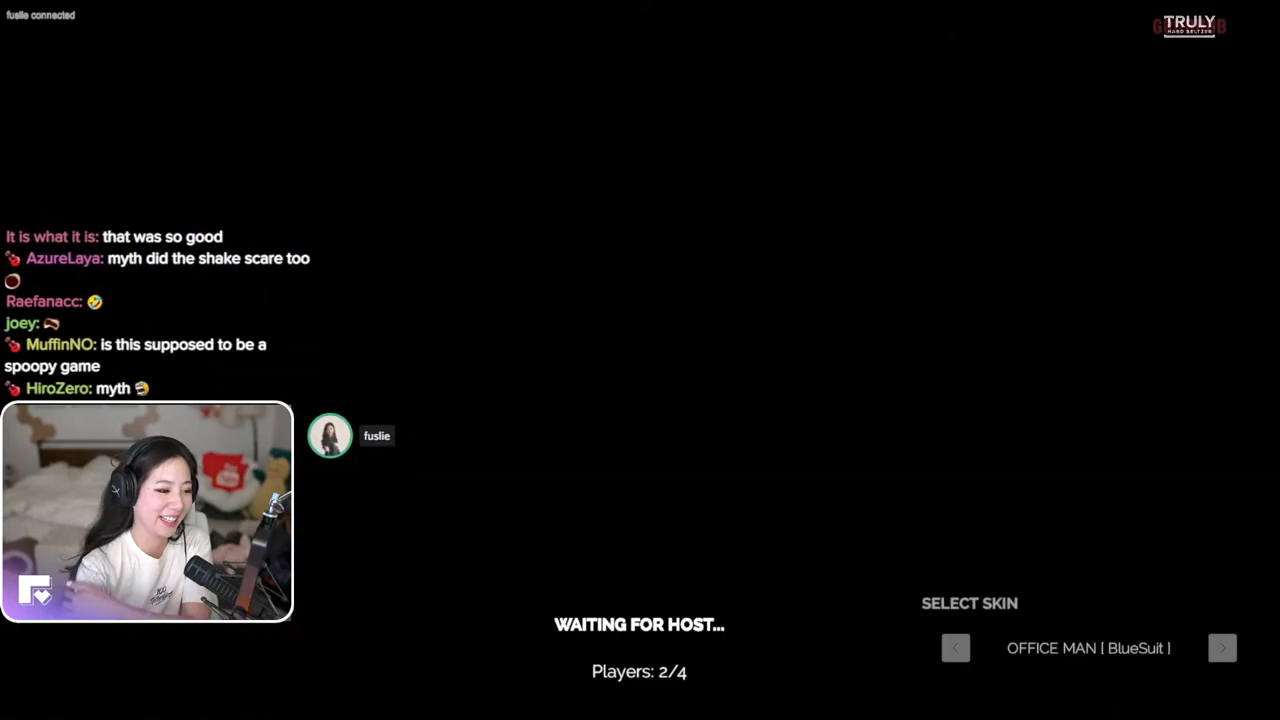 fuslie connected
TRULY
HARD SELTZER
It is what it is: that was so good
AzureLaya: myth did the shake scare too
Raefanacc: 🤣
joey:
MuffinNO: is this supposed to be a
spoopy game
HiroZero: myth
fuslie
100
SELECT SKIN
WAITING FOR HOST...
< OFFICE MAN [ BlueSuit ] >
Players: 2/4